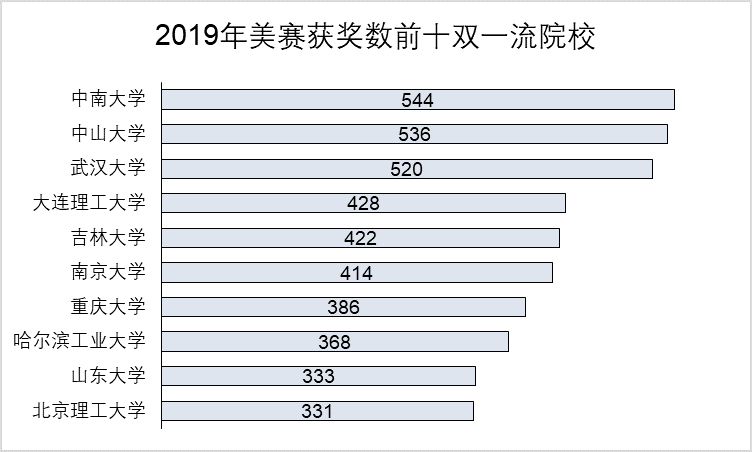 2019年美赛获奖数前十双一流院校
中南大学 544
中山大学 536
武汉大学 520
大连理工大学 428
吉林大学 422
南京大学 414
重庆大学 386
哈尔滨工业大学 368
山东大学 333
北京理工大学 331